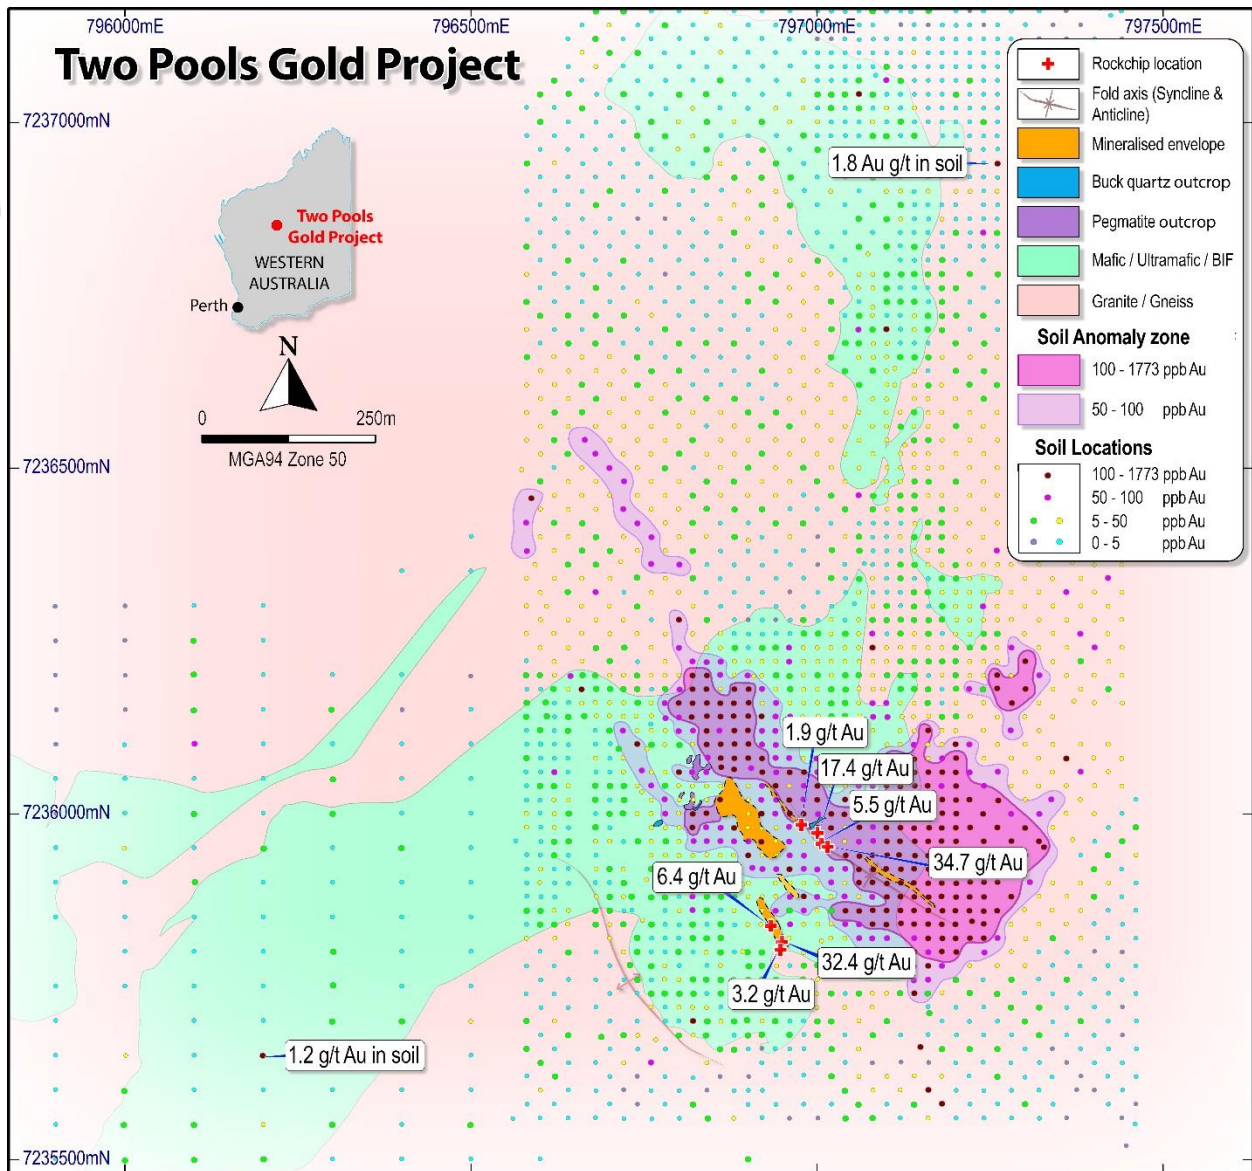 796000mE
796500mE
797000mE
797500mE
Two Pools Gold Project
7237000mN
7236500mN
7236000mN
7235500mN
Two Pools
Gold Project
WESTERN
AUSTRALIA
Perth
N
0
250m
MGA94 Zone 50
Rockchip location
Fold axis (Syncline &
Anticline)
Mineralised envelope
Buck quartz outcrop
Pegmatite outcrop
Mafic / Ultramafic / BIF
Granite / Gneiss
Soil Anomaly zone
100 - 1773 ppb Au
50 - 100 ppb Au
Soil Locations
100 - 1773 ppb Au
50 - 100 ppb Au
5 - 50 ppb Au
0 - 5 ppb Au
1.8 Au g/t in soil
1.9 g/t Au
17.4 g/t Au
5.5 g/t Au
34.7 g/t Au
6.4 g/t Au
32.4 g/t Au
3.2 g/t Au
1.2 g/t Au in soil